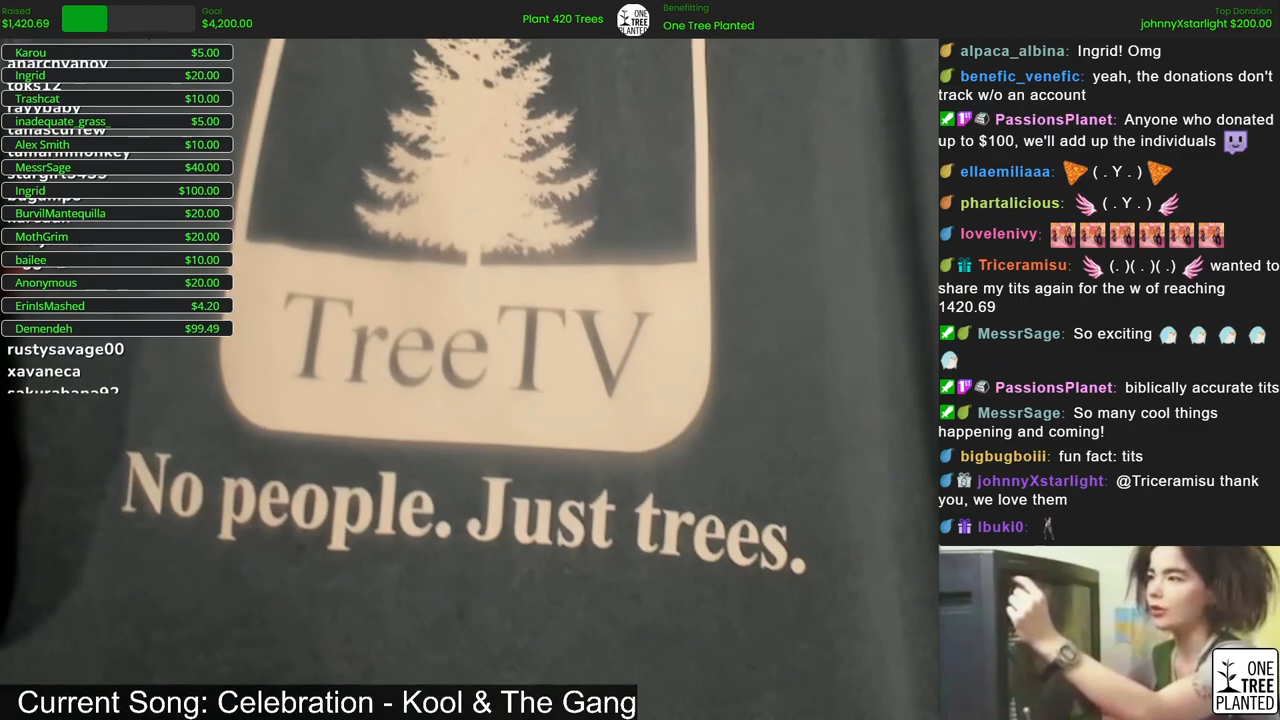 Raised
$1,420.69
Goal
$4,200.00
Plant 420 Trees
ONE
TREE
PLANTED
Benefitting
One Tree Planted
Top Donation
johnnyXstarlight $200.00
Karou $5.00
anarchyanov
Ingrid $20.00
toks12
Trashcat $10.00
rayybaby
inadequate_grass_ $5.00
tanascurfew
Alex Smith $10.00
tamarinmonkey
MessrSage $40.00
Ingrid $100.00
BurvilMantequilla $20.00
MothGrim $20.00
bailee $10.00
Anonymous $20.00
ErinIsMashed $4.20
Demendeh $99.49
rustysavage00
xavaneca
sakurahana92
TreeTV
No people. Just trees.
alpaca_albina: Ingrid! Omg
benefic_venefic: yeah, the donations don't
track w/o an account
PassionsPlanet: Anyone who donated
up to $100, we'll add up the individuals
ellaemiliaaa: ( . Y . )
phartalicious: ( . Y . )
lovelenivy:
Triceramisu: (. )( . )( .) wanted to
share my tits again for the w of reaching
1420.69
MessrSage: So exciting
PassionsPlanet: biblically accurate tits
MessrSage: So many cool things
happening and coming!
bigbugboiii: fun fact: tits
johnnyXstarlight: @Triceramisu thank
you, we love them
Ibuki0:
ONE
TREE
PLANTED
Current Song: Celebration - Kool & The Gang